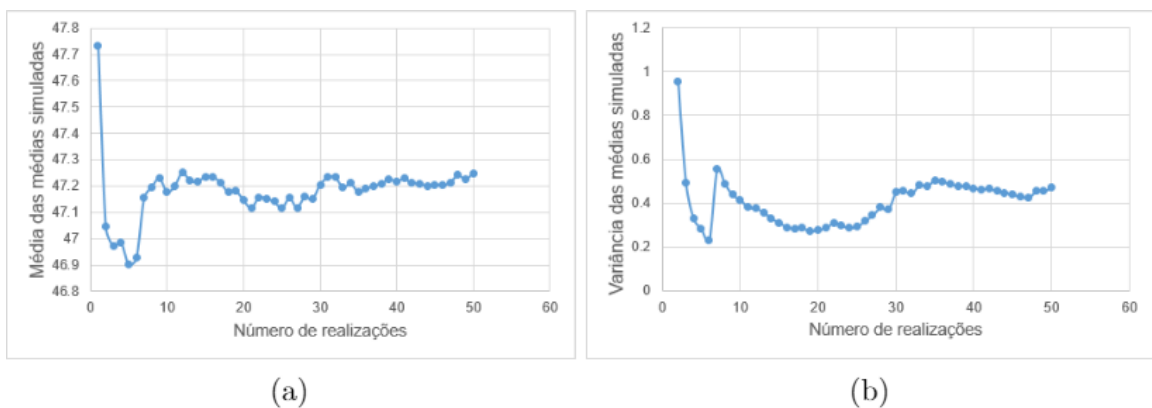 Média das médias simuladas
47.8
47.7
47.6
47.5
47.4
47.3
47.2
47.1
47
46.9
46.8
0 10 20 30 40 50 60
Número de realizações
(a)
Variância das médias simuladas
1.2
1
0.8
0.6
0.4
0.2
0
0 10 20 30 40 50 60
Número de realizações
(b)